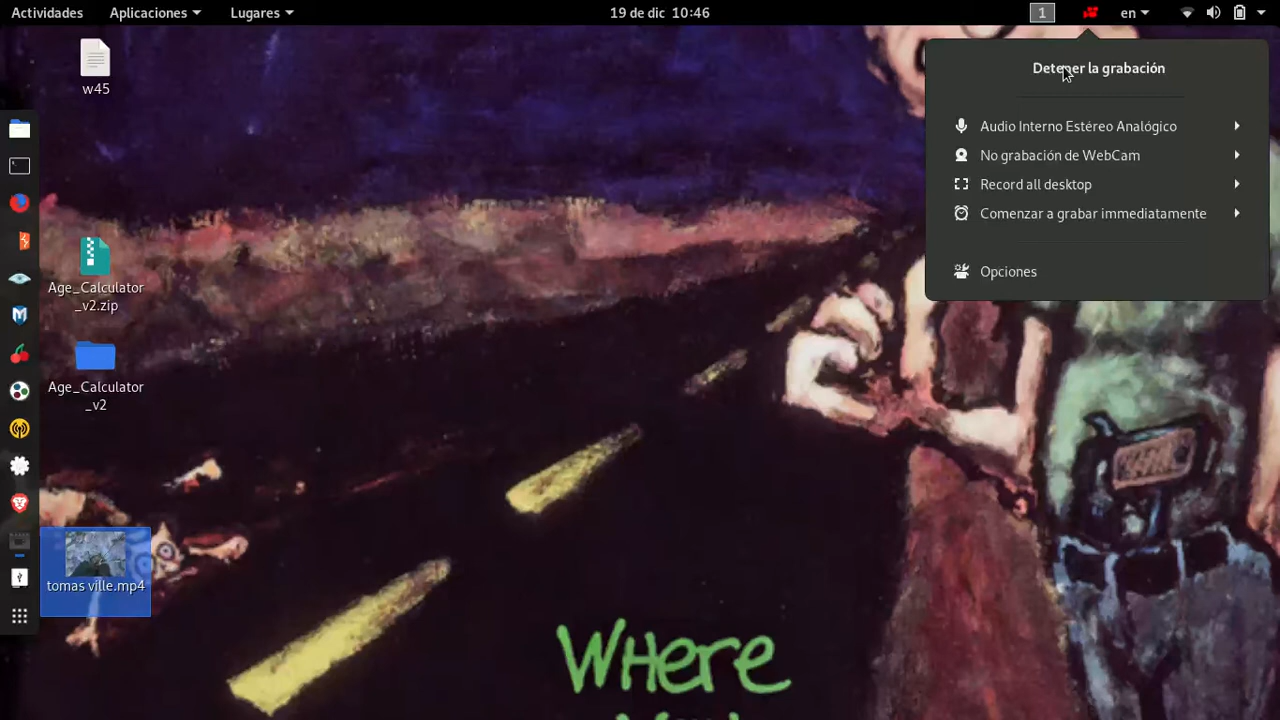 Actividades Aplicaciones Lugares 19 de dic 10:46 1 en
w45
Detener la grabación
Audio Interno Estéreo Analógico
No grabación de WebCam
Record all desktop
Comenzar a grabar immediatamente
Opciones
Age_Calculator
_v2.zip
Age_Calculator
_v2
tomas ville.mp4
Where